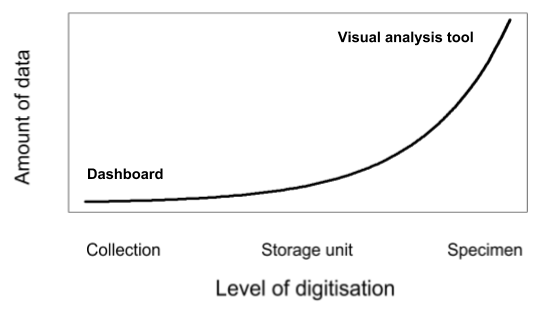 Visual analysis tool
Amount of data
Dashboard
Collection
Storage unit
Specimen
Level of digitisation